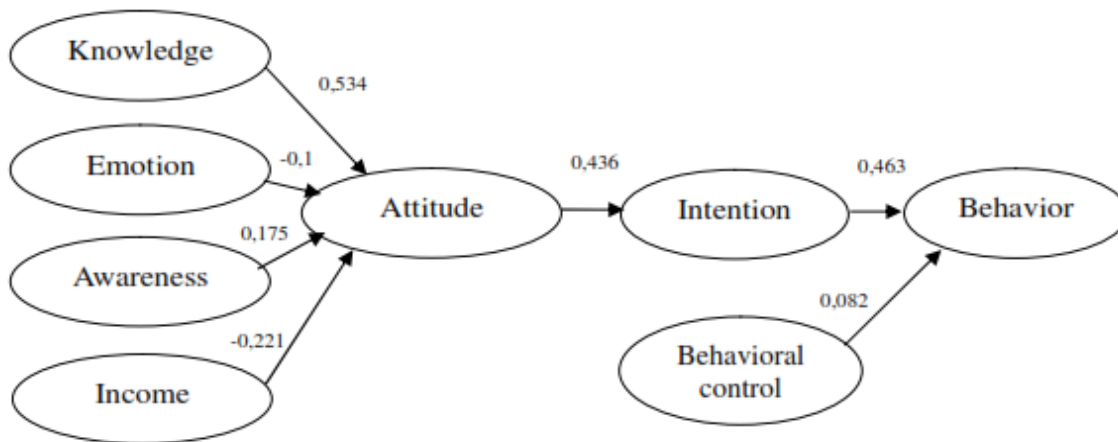 Knowledge
0,534
Emotion
-0,1
Attitude
0,436
Intention
0,463
Behavior
0,175
Awareness
-0,221
Income
0,082
Behavioral
control